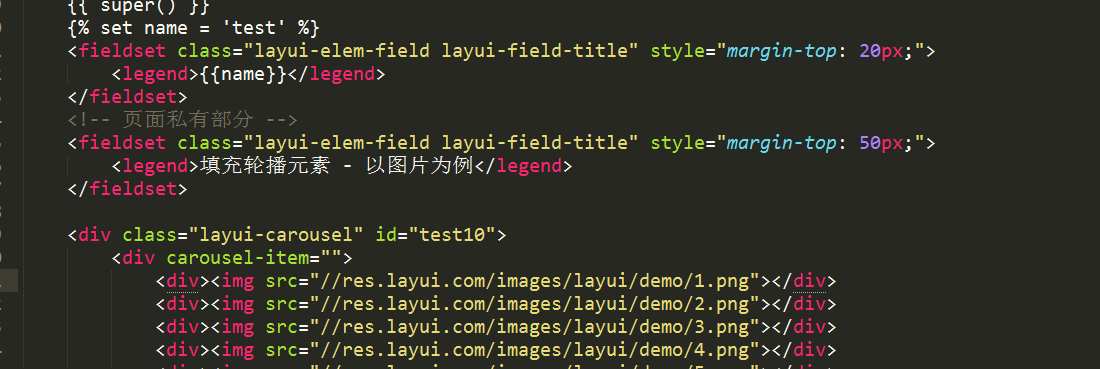 {{ super() }}
{% set name = 'test' %}
<fieldset class="layui-elem-field layui-field-title" style="margin-top: 20px;">
<legend>{{name}}</legend>
</fieldset>
<!-- 页面私有部分 -->
<fieldset class="layui-elem-field layui-field-title" style="margin-top: 50px;">
<legend>填充轮播元素 - 以图片为例</legend>
</fieldset>
<div class="layui-carousel" id="test10">
<div carousel-item="">
<div><img src="//res.layui.com/images/layui/demo/1.png"></div>
<div><img src="//res.layui.com/images/layui/demo/2.png"></div>
<div><img src="//res.layui.com/images/layui/demo/3.png"></div>
<div><img src="//res.layui.com/images/layui/demo/4.png"></div>